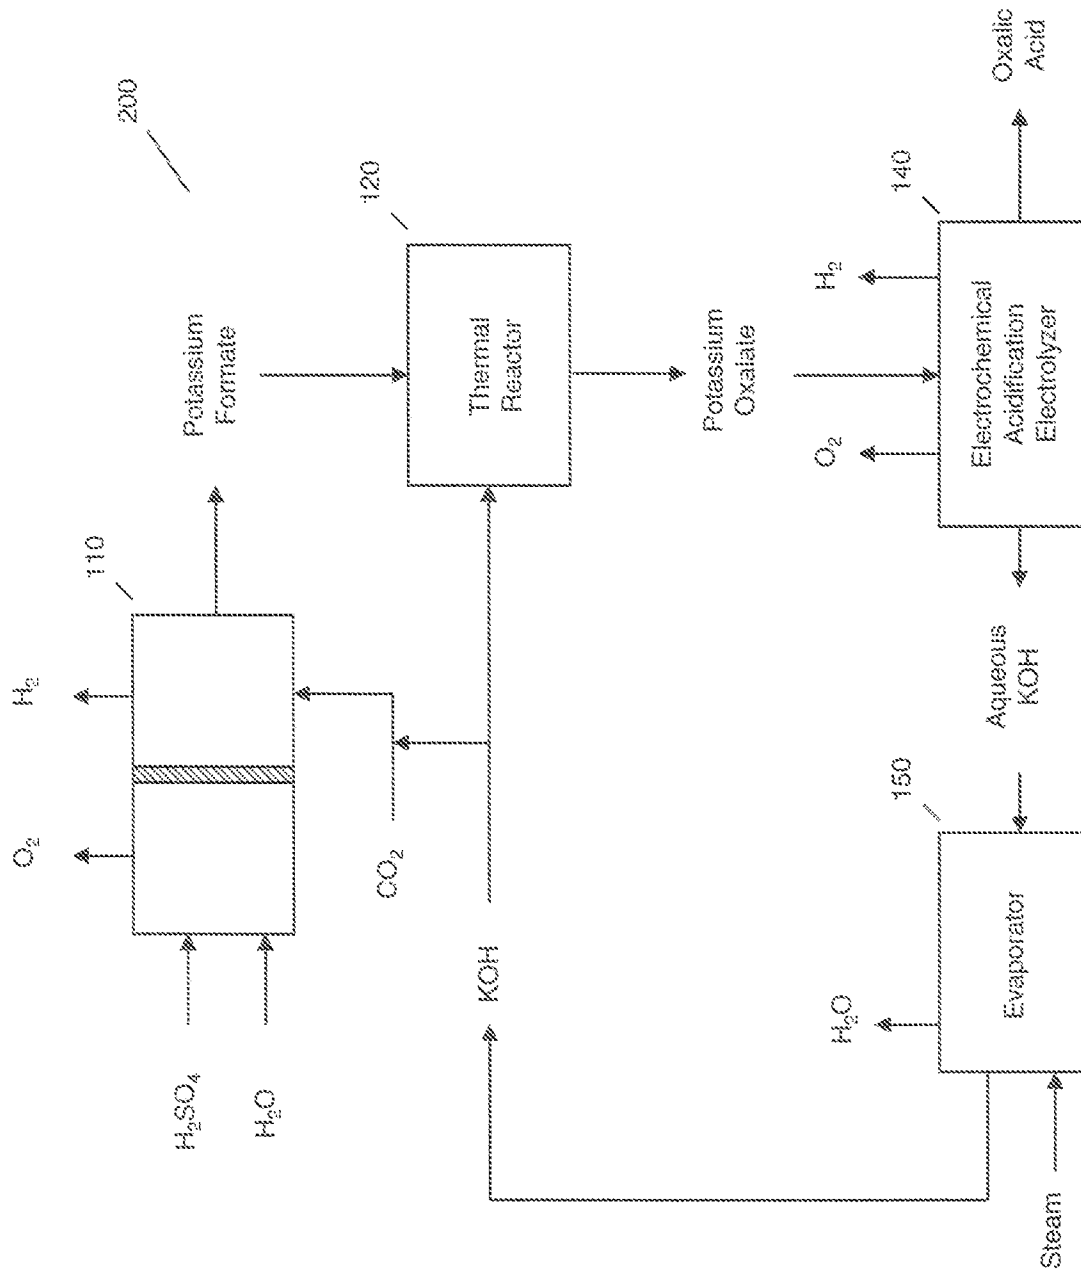 200
O₂
H₂
110
H₂SO₄
H₂O
Potassium
Formate
CO₂
120
Thermal
Reactor
KOH
Potassium
Oxalate
H₂O
150
Evaporator
Steam
Aqueous
KOH
O₂
H₂
140
Electrochemical
Acidification
Electrolyzer
Oxalic
Acid